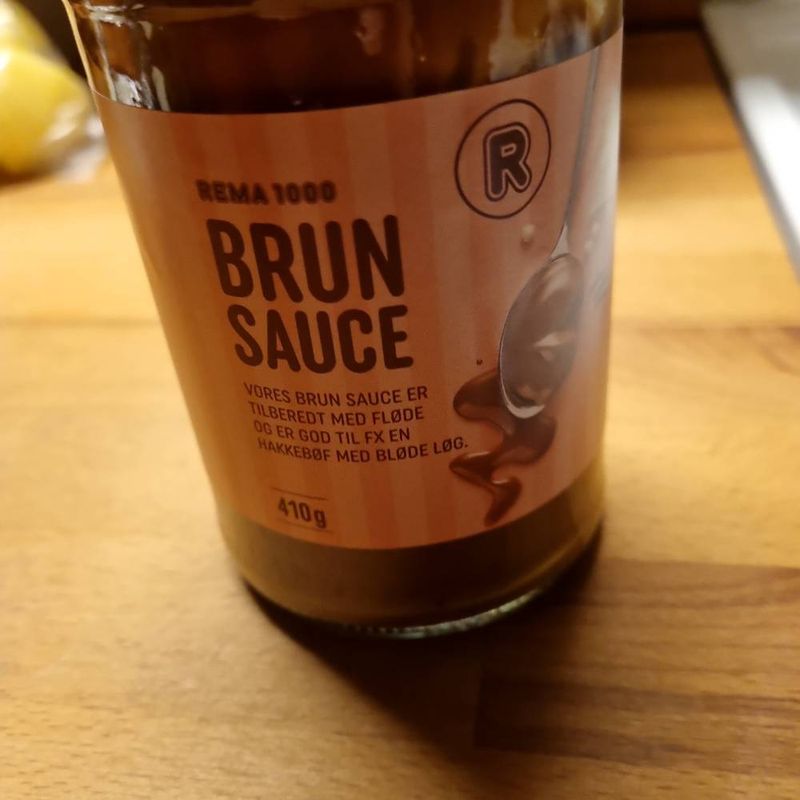 R
REMA 1000
BRUN
SAUCE
VORES BRUN SAUCE ER
TILBEREDT MED FLØDE
OG ER GOD TIL FX EN
HAKKEBØF MED BLØDE LØG.
410g